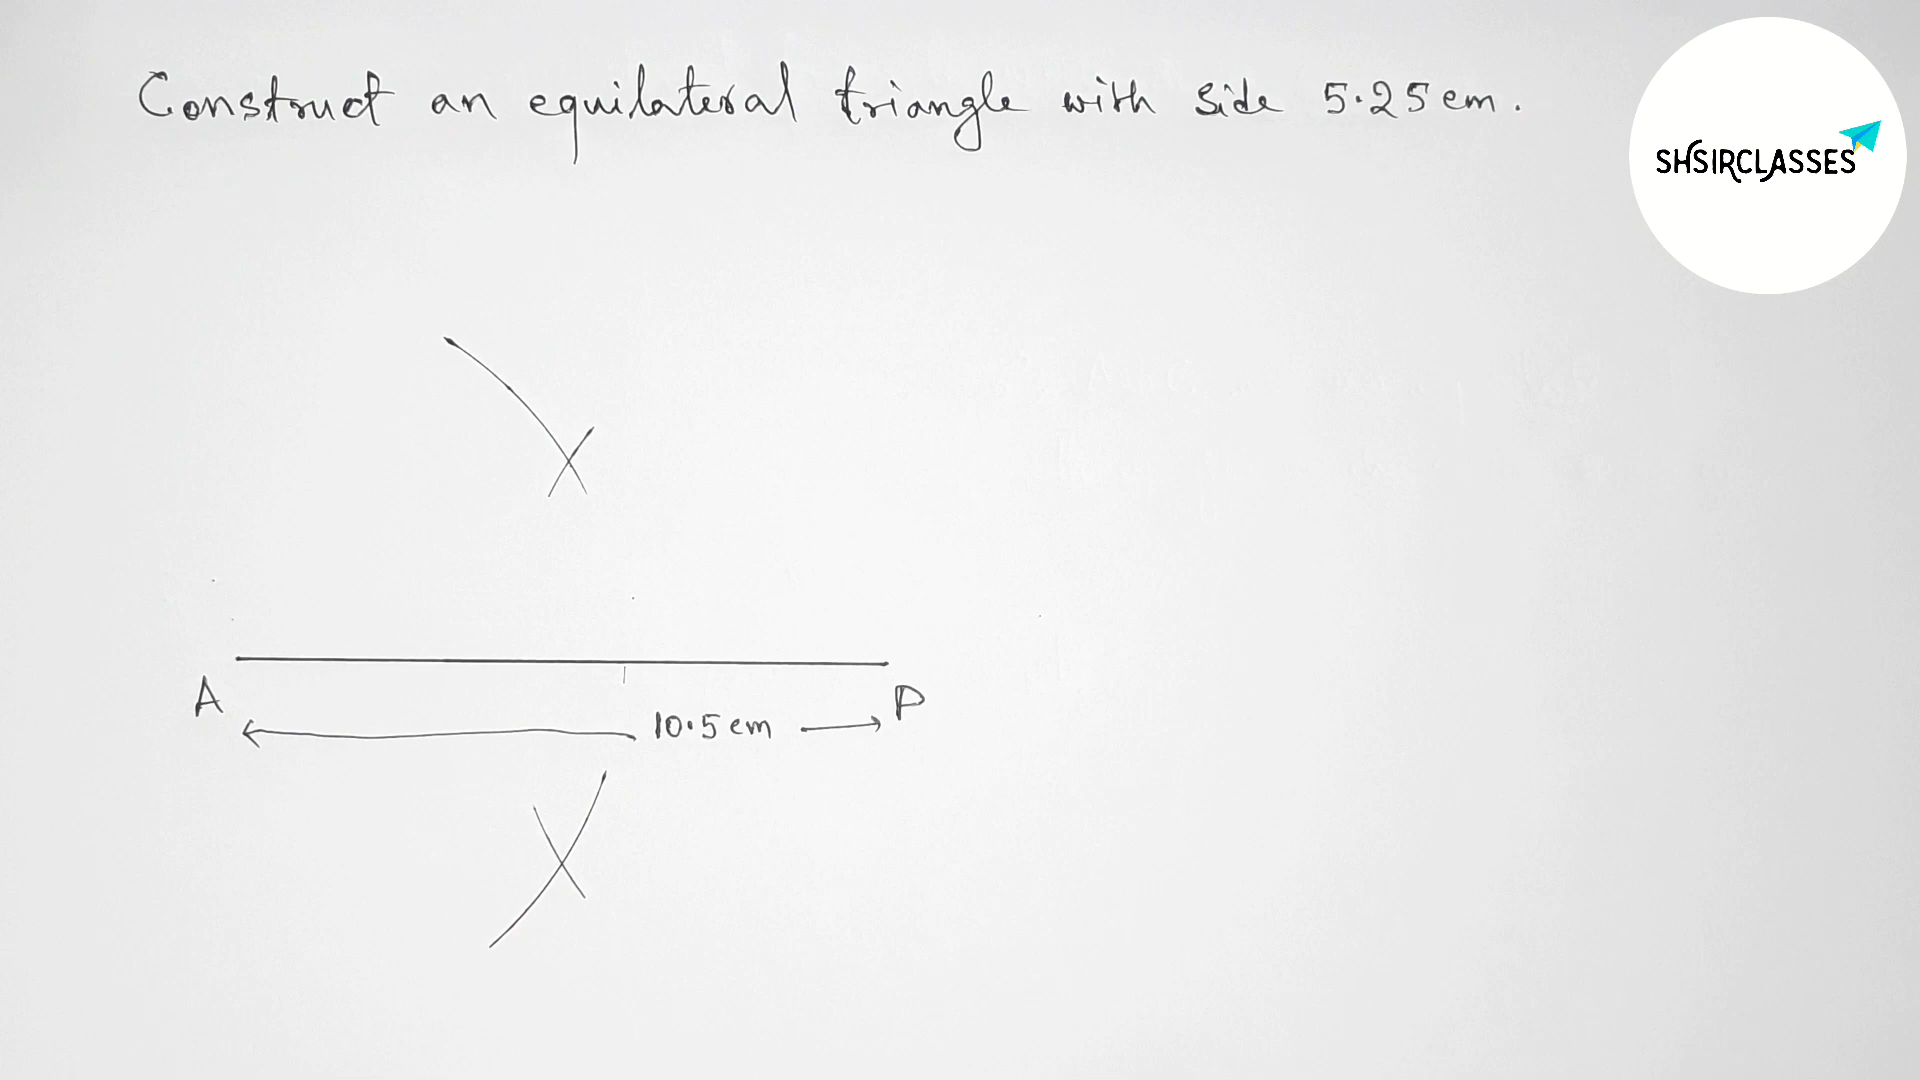 Construct an equilateral triangle with side 5.25 cm.
SHSIRCLASSES
A
P
10.5 cm